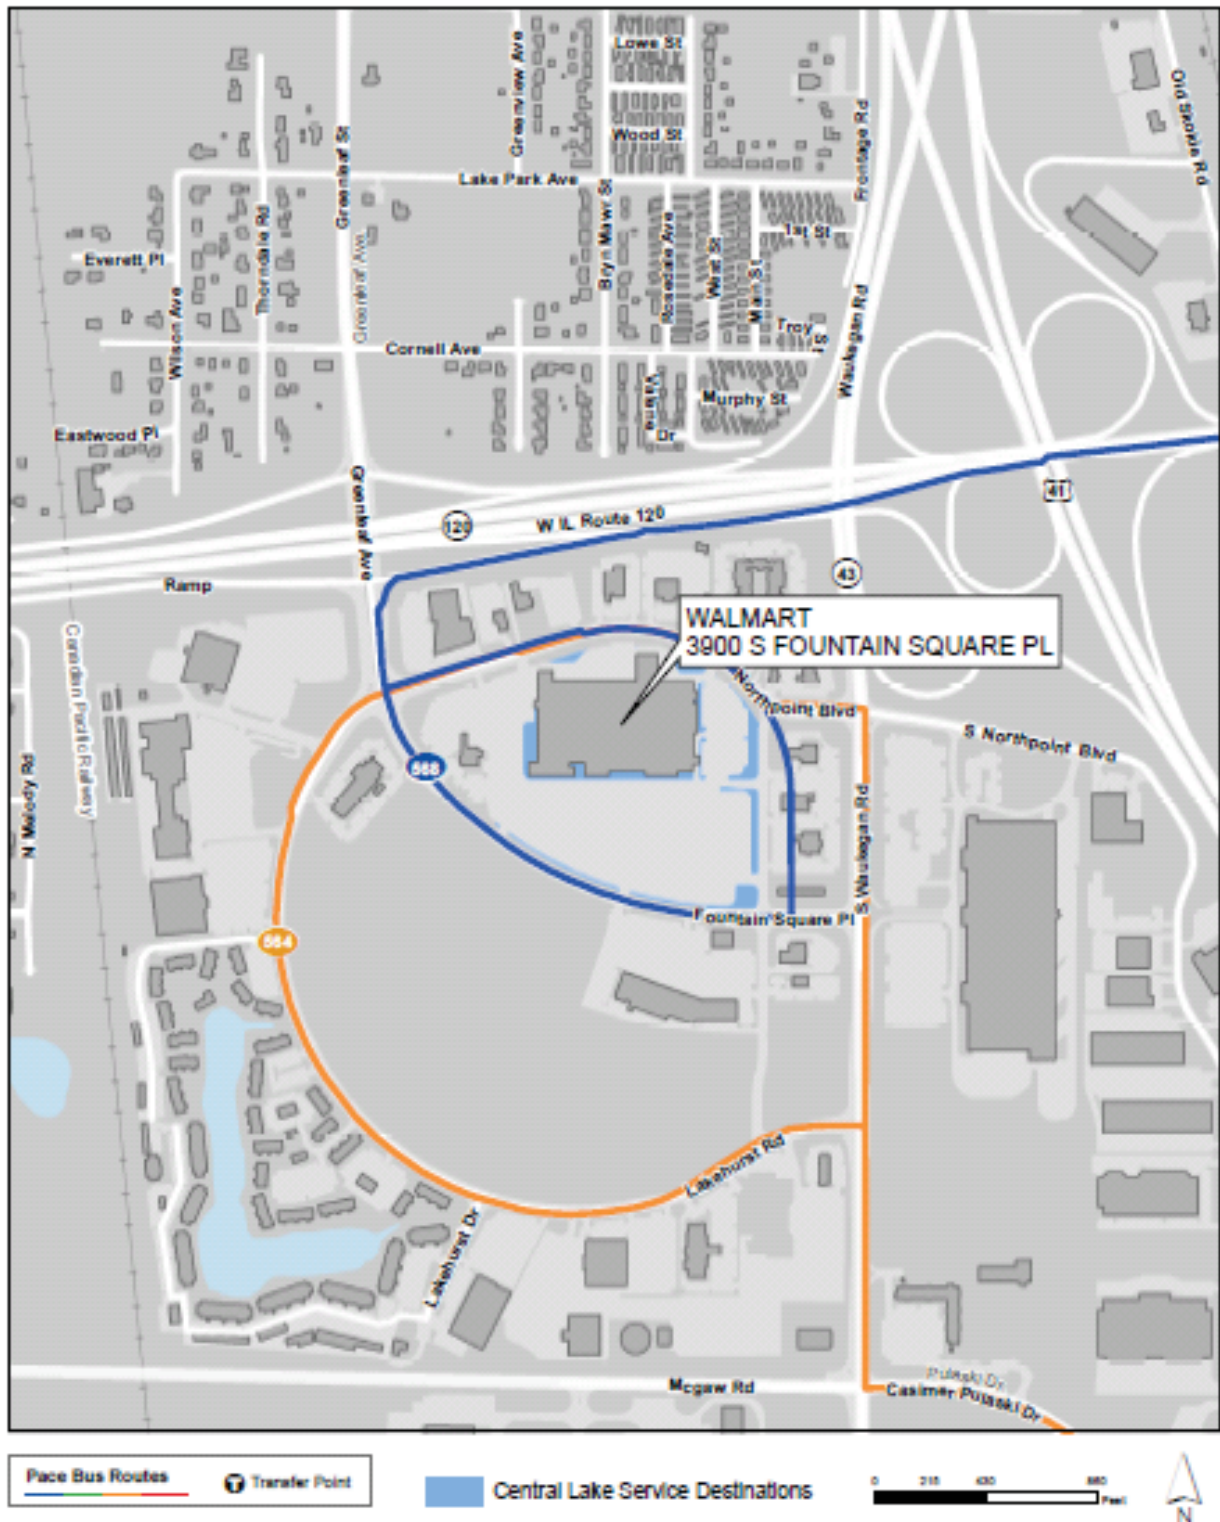 Lowe St
Greenview Ave
Old Skokie Rd
Wood St
Greenleaf St
Frontage Rd
Lake Park Ave
Bryn Mawr St
Thorndale Rd
Rosedale Ave
West St
Main St
1st St
Everett Pl
Greenleaf Ave
Wilson Ave
Troy St
Cornell Ave
Waukegan Rd
Murphy St
Dr
Eastwood Pl
Greenleaf Ave
41
120
W IL Route 120
Ramp
43
WALMART
3900 S FOUNTAIN SQUARE PL
Canadian Pacific Railway
Northpoint Blvd
S Northpoint Blvd
N Melody Rd
568
S Waukegan Rd
Fountain Square Pl
564
Lakehurst Rd
Lakehurst Dr
Mcgaw Rd
Pulaski Dr
Casimer Pulaski Dr
Pace Bus Routes
T Transfer Point
Central Lake Service Destinations
0
Feet
N